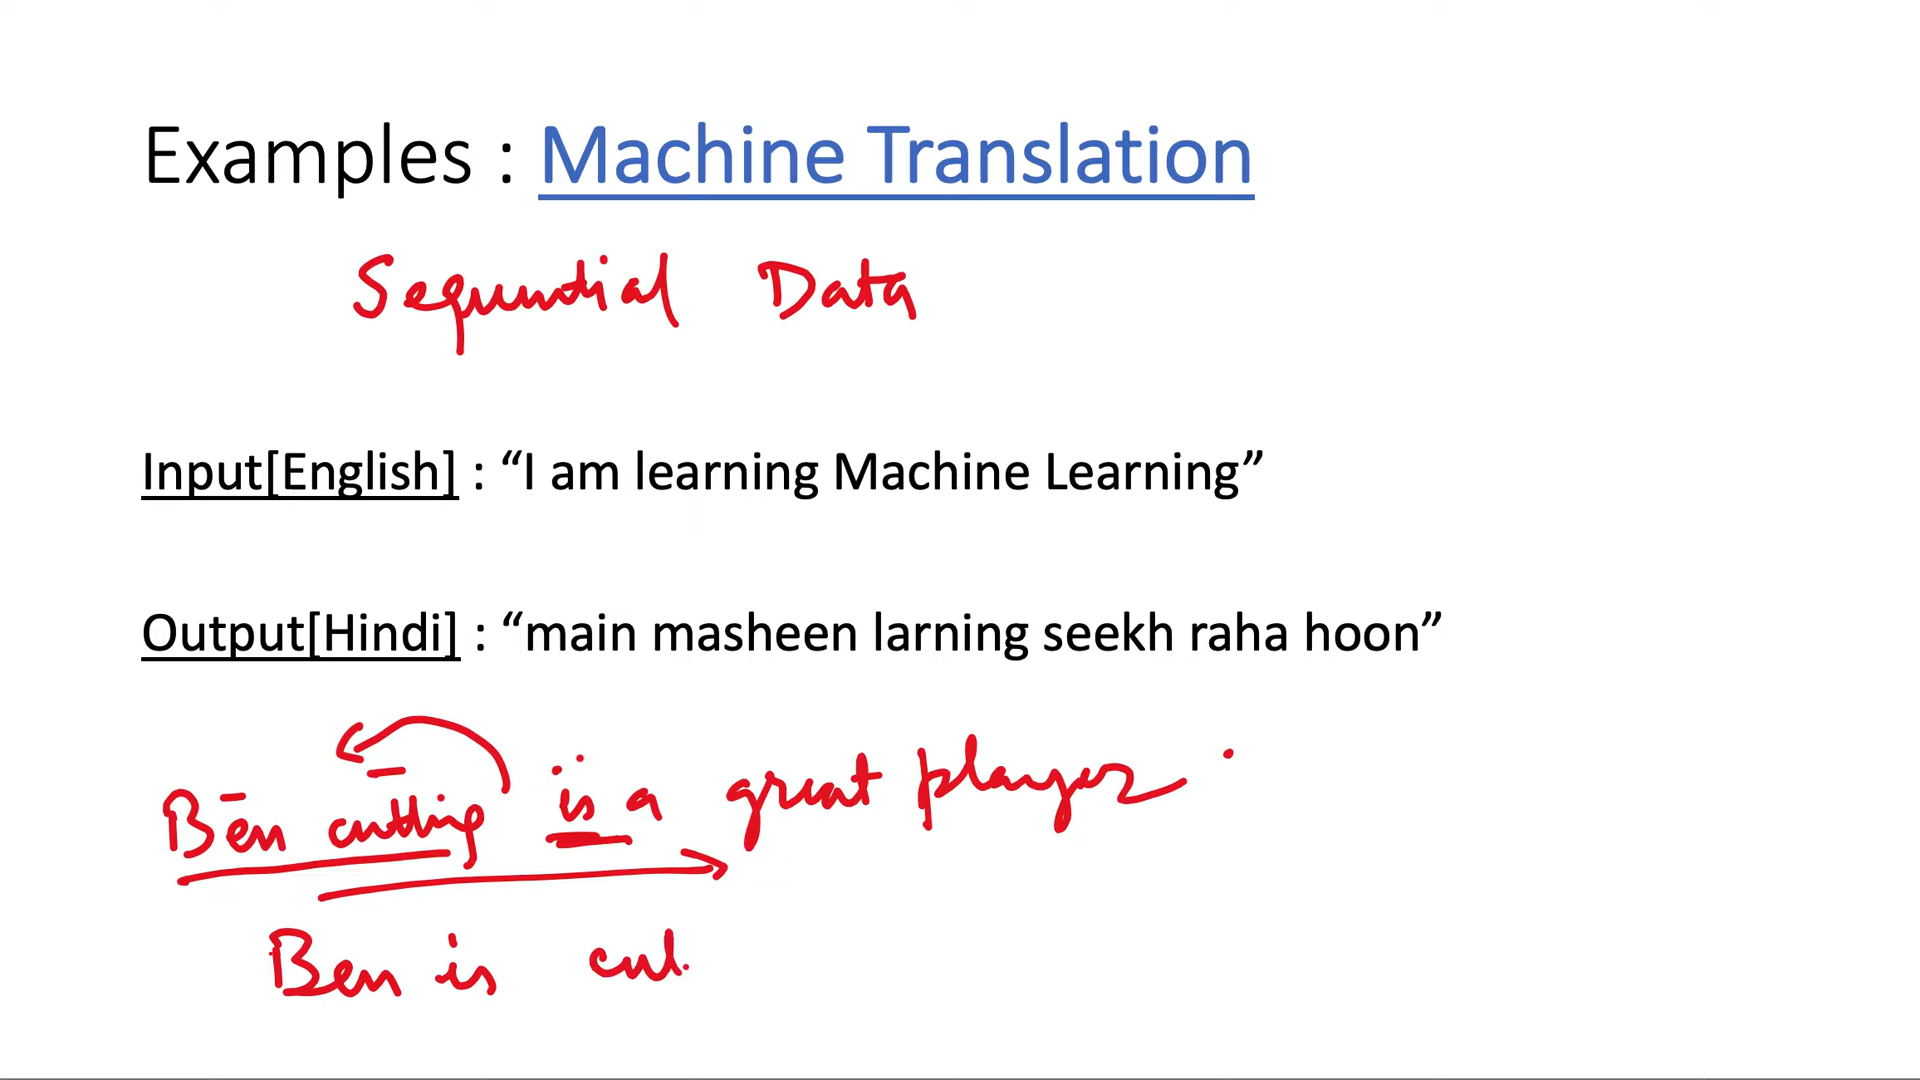 Examples : Machine Translation
Sequential Data
Input[English] : “I am learning Machine Learning”
Output[Hindi] : “main masheen larning seekh raha hoon”
Ben cutting is a great player
Ben is cut